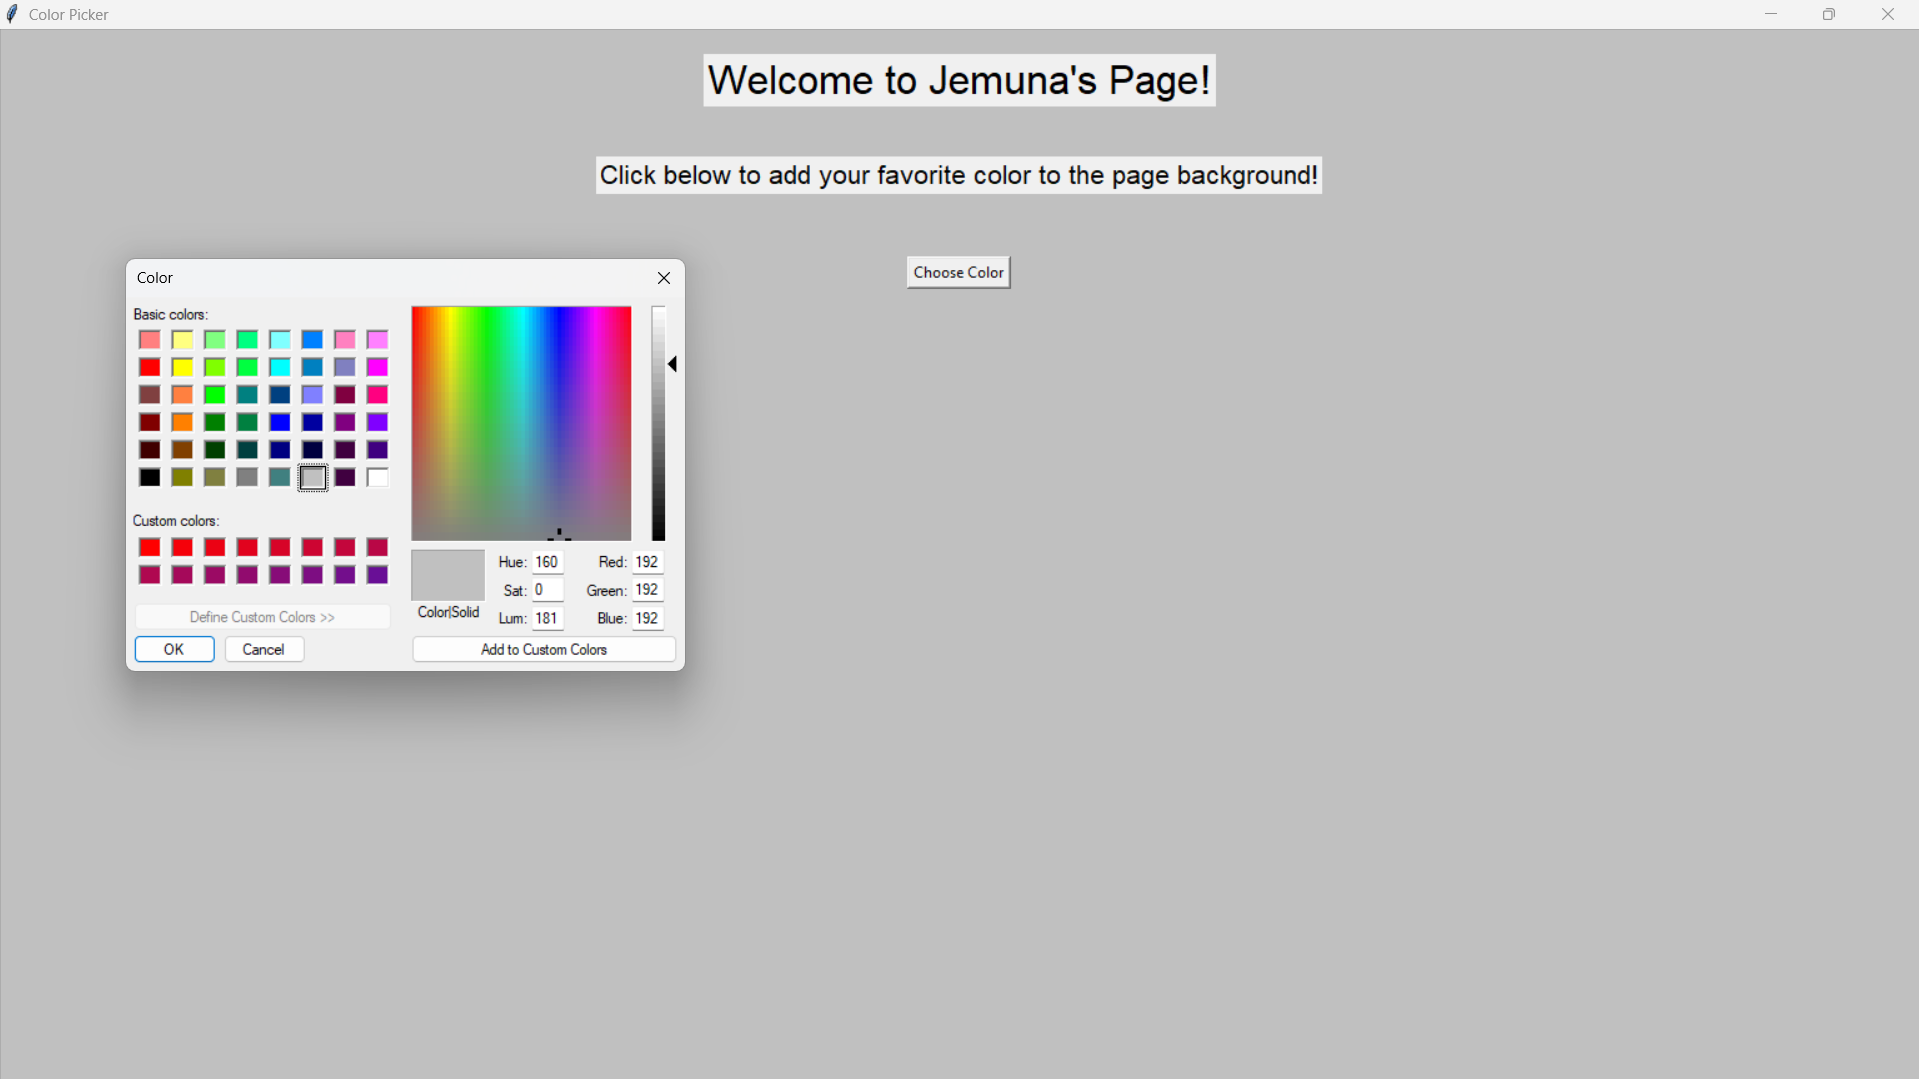 Color Picker
Welcome to Jemuna's Page!
Click below to add your favorite color to the page background!
Choose Color
Color
Basic colors:
Custom colors:
Define Custom Colors >>
OK Cancel
Color|Solid
Hue: 160 Red: 192
Sat: 0 Green: 192
Lum: 181 Blue: 192
Add to Custom Colors